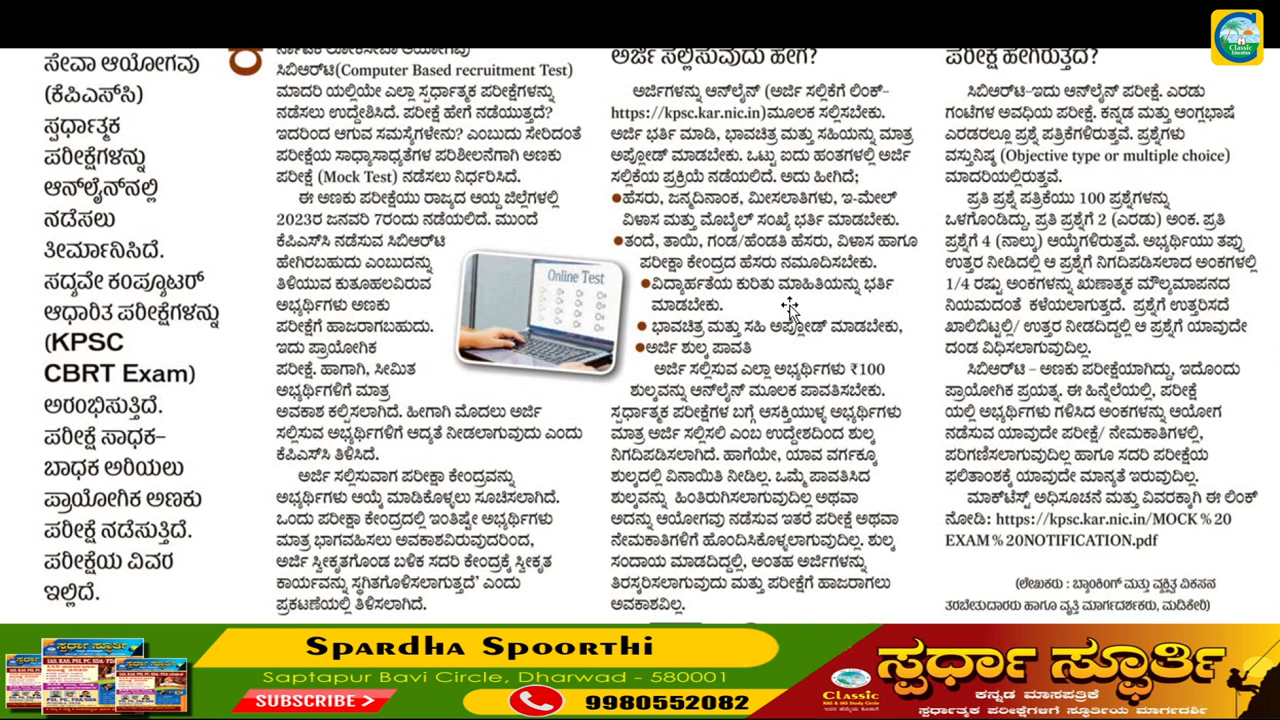 ಸೇವಾ ಆಯೋಗವು
(ಕೆಪಿಎಸ್‌ಸಿ)
ಸ್ಪರ್ಧಾತ್ಮಕ
ಪರೀಕ್ಷೆಗಳನ್ನು
ಆನ್‌ಲೈನ್‌ನಲ್ಲಿ
ನಡೆಸಲು
ತೀರ್ಮಾನಿಸಿದೆ.
ಸದ್ಯವೇ ಕಂಪ್ಯೂಟರ್
ಆಧಾರಿತ ಪರೀಕ್ಷೆಗಳನ್ನು
(KPSC
CBRT Exam)
ಆರಂಭಿಸುತ್ತಿದೆ.
ಪರೀಕ್ಷೆ ಸಾಧಕ–
ಬಾಧಕ ಅರಿಯಲು
ಪ್ರಾಯೋಗಿಕ ಅಣಕು
ಪರೀಕ್ಷೆ ನಡೆಸುತ್ತಿದೆ.
ಪರೀಕ್ಷೆಯ ವಿವರ
ಇಲ್ಲಿದೆ.
ರ್ನಾಟಕ ಲೋಕಸೇವಾ ಆಯೋಗವು
ಸಿಬಿಆರ್‌ಟಿ(Computer Based recruitment Test)
ಮಾದರಿ ಯಲ್ಲಿಯೇ ಎಲ್ಲಾ ಸ್ಪರ್ಧಾತ್ಮಕ ಪರೀಕ್ಷೆಗಳನ್ನು
ನಡೆಸಲು ಉದ್ದೇಶಿಸಿದೆ. ಪರೀಕ್ಷೆ ಹೇಗೆ ನಡೆಯುತ್ತದೆ?
ಇದರಿಂದ ಆಗುವ ಸಮಸ್ಯೆಗಳೇನು? ಎಂಬುದು ಸೇರಿದಂತೆ
ಪರೀಕ್ಷೆಯ ಸಾಧ್ಯಾಸಾಧ್ಯತೆಗಳ ಪರಿಶೀಲನೆಗಾಗಿ ಅಣಕು
ಪರೀಕ್ಷೆ (Mock Test) ನಡೆಸಲು ನಿರ್ಧರಿಸಿದೆ.
ಈ ಅಣಕು ಪರೀಕ್ಷೆಯು ರಾಜ್ಯದ ಆಯ್ದ ಜಿಲ್ಲೆಗಳಲ್ಲಿ
2023ರ ಜನವರಿ 7ರಂದು ನಡೆಯಲಿದೆ. ಮುಂದೆ
ಕೆಪಿಎಸ್‌ಸಿ ನಡೆಸುವ ಸಿಬಿಆರ್‌ಟಿ
ಹೇಗಿರಬಹುದು ಎಂಬುದನ್ನು
ತಿಳಿಯುವ ಕುತೂಹಲವಿರುವ
ಅಭ್ಯರ್ಥಿಗಳು ಅಣಕು
ಪರೀಕ್ಷೆಗೆ ಹಾಜರಾಗಬಹುದು.
ಇದು ಪ್ರಾಯೋಗಿಕ
ಪರೀಕ್ಷೆ. ಹಾಗಾಗಿ, ಸೀಮಿತ
ಅಭ್ಯರ್ಥಿಗಳಿಗೆ ಮಾತ್ರ
ಅವಕಾಶ ಕಲ್ಪಿಸಲಾಗಿದೆ. ಹೀಗಾಗಿ ಮೊದಲು ಅರ್ಜಿ
ಸಲ್ಲಿಸುವ ಅಭ್ಯರ್ಥಿಗಳಿಗೆ ಆದ್ಯತೆ ನೀಡಲಾಗುವುದು ಎಂದು
ಕೆಪಿಎಸ್‌ಸಿ ತಿಳಿಸಿದೆ.
ಅರ್ಜಿ ಸಲ್ಲಿಸುವಾಗ ಪರೀಕ್ಷಾ ಕೇಂದ್ರವನ್ನು
ಅಭ್ಯರ್ಥಿಗಳು ಆಯ್ಕೆ ಮಾಡಿಕೊಳ್ಳಲು ಸೂಚಿಸಲಾಗಿದೆ.
ಒಂದು ಪರೀಕ್ಷಾ ಕೇಂದ್ರದಲ್ಲಿ ಇಂತಿಷ್ಟೇ ಅಭ್ಯರ್ಥಿಗಳು
ಮಾತ್ರ ಭಾಗವಹಿಸಲು ಅವಕಾಶವಿರುವುದರಿಂದ,
ಅರ್ಜಿ ಸ್ವೀಕೃತಗೊಂಡ ಬಳಿಕ ಸದರಿ ಕೇಂದ್ರಕ್ಕೆ ಸ್ವೀಕೃತ
ಕಾರ್ಯವನ್ನು ಸ್ಥಗಿತಗೊಳಿಸಲಾಗುತ್ತದೆ' ಎಂದು
ಪ್ರಕಟಣೆಯಲ್ಲಿ ತಿಳಿಸಲಾಗಿದೆ.
Online Test
ಅರ್ಜಿ ಸಲ್ಲಿಸುವುದು ಹೇಗೆ?
ಅರ್ಜಿಗಳನ್ನು ಆನ್‌ಲೈನ್ (ಅರ್ಜಿ ಸಲ್ಲಿಕೆಗೆ ಲಿಂಕ್–
https://kpsc.kar.nic.in)ಮೂಲಕ ಸಲ್ಲಿಸಬೇಕು.
ಅರ್ಜಿ ಭರ್ತಿ ಮಾಡಿ, ಭಾವಚಿತ್ರ ಮತ್ತು ಸಹಿಯನ್ನು ಮಾತ್ರ
ಅಪ್ಲೋಡ್ ಮಾಡಬೇಕು. ಒಟ್ಟು ಐದು ಹಂತಗಳಲ್ಲಿ ಅರ್ಜಿ
ಸಲ್ಲಿಕೆಯ ಪ್ರಕ್ರಿಯೆ ನಡೆಯಲಿದೆ. ಅದು ಹೀಗಿದೆ;
●ಹೆಸರು, ಜನ್ಮದಿನಾಂಕ, ಮೀಸಲಾತಿಗಳು, ಇ–ಮೇಲ್
ವಿಳಾಸ ಮತ್ತು ಮೊಬೈಲ್ ಸಂಖ್ಯೆ ಭರ್ತಿ ಮಾಡಬೇಕು.
●ತಂದೆ, ತಾಯಿ, ಗಂಡ/ಹೆಂಡತಿ ಹೆಸರು, ವಿಳಾಸ ಹಾಗೂ
ಪರೀಕ್ಷಾ ಕೇಂದ್ರದ ಹೆಸರು ನಮೂದಿಸಬೇಕು.
●ವಿದ್ಯಾರ್ಹತೆಯ ಕುರಿತು ಮಾಹಿತಿಯನ್ನು ಭರ್ತಿ
ಮಾಡಬೇಕು.
● ಭಾವಚಿತ್ರ ಮತ್ತು ಸಹಿ ಅಪ್ಲೋಡ್ ಮಾಡಬೇಕು,
●ಅರ್ಜಿ ಶುಲ್ಕ ಪಾವತಿ
ಅರ್ಜಿ ಸಲ್ಲಿಸುವ ಎಲ್ಲಾ ಅಭ್ಯರ್ಥಿಗಳು ₹100
ಶುಲ್ಕವನ್ನು ಆನ್‌ಲೈನ್ ಮೂಲಕ ಪಾವತಿಸಬೇಕು.
ಸ್ಪರ್ಧಾತ್ಮಕ ಪರೀಕ್ಷೆಗಳ ಬಗ್ಗೆ ಆಸಕ್ತಿಯುಳ್ಳ ಅಭ್ಯರ್ಥಿಗಳು
ಮಾತ್ರ ಅರ್ಜಿ ಸಲ್ಲಿಸಲಿ ಎಂಬ ಉದ್ದೇಶದಿಂದ ಶುಲ್ಕ
ನಿಗದಿಪಡಿಸಲಾಗಿದೆ. ಹಾಗೆಯೇ, ಯಾವ ವರ್ಗಕ್ಕೂ
ಶುಲ್ಕದಲ್ಲಿ ವಿನಾಯಿತಿ ನೀಡಿಲ್ಲ. ಒಮ್ಮೆ ಪಾವತಿಸಿದ
ಶುಲ್ಕವನ್ನು ಹಿಂತಿರುಗಿಸಲಾಗುವುದಿಲ್ಲ ಅಥವಾ
ಅದನ್ನು ಆಯೋಗವು ನಡೆಸುವ ಇತರೆ ಪರೀಕ್ಷೆ ಅಥವಾ
ನೇಮಕಾತಿಗಳಿಗೆ ಹೊಂದಿಸಿಕೊಳ್ಳಲಾಗುವುದಿಲ್ಲ. ಶುಲ್ಕ
ಸಂದಾಯ ಮಾಡದಿದ್ದಲ್ಲಿ, ಅಂತಹ ಅರ್ಜಿಗಳನ್ನು
ತಿರಸ್ಕರಿಸಲಾಗುವುದು ಮತ್ತು ಪರೀಕ್ಷೆಗೆ ಹಾಜರಾಗಲು
ಅವಕಾಶವಿಲ್ಲ.
ಪರೀಕ್ಷೆ ಹೇಗಿರುತ್ತದೆ?
ಸಿಬಿಆರ್‌ಟಿ–ಇದು ಆನ್‌ಲೈನ್ ಪರೀಕ್ಷೆ. ಎರಡು
ಗಂಟೆಗಳ ಅವಧಿಯ ಪರೀಕ್ಷೆ. ಕನ್ನಡ ಮತ್ತು ಆಂಗ್ಲಭಾಷೆ
ಎರಡರಲ್ಲೂ ಪ್ರಶ್ನೆ ಪತ್ರಿಕೆಗಳಿರುತ್ತವೆ. ಪ್ರಶ್ನೆಗಳು
ವಸ್ತುನಿಷ್ಠ (Objective type or multiple choice)
ಮಾದರಿಯಲ್ಲಿರುತ್ತವೆ.
ಪ್ರತಿ ಪ್ರಶ್ನೆ ಪತ್ರಿಕೆಯು 100 ಪ್ರಶ್ನೆಗಳನ್ನು
ಒಳಗೊಂಡಿದ್ದು, ಪ್ರತಿ ಪ್ರಶ್ನೆಗೆ 2 (ಎರಡು) ಅಂಕ. ಪ್ರತಿ
ಪ್ರಶ್ನೆಗೆ 4 (ನಾಲ್ಕು) ಆಯ್ಕೆಗಳಿರುತ್ತವೆ. ಅಭ್ಯರ್ಥಿಯು ತಪ್ಪು
ಉತ್ತರ ನೀಡಿದಲ್ಲಿ ಆ ಪ್ರಶ್ನೆಗೆ ನಿಗದಿಪಡಿಸಲಾದ ಅಂಕಗಳಲ್ಲಿ
1/4 ರಷ್ಟು ಅಂಕಗಳನ್ನು ಋಣಾತ್ಮಕ ಮೌಲ್ಯಮಾಪನದ
ನಿಯಮದಂತೆ ಕಳೆಯಲಾಗುತ್ತದೆ. ಪ್ರಶ್ನೆಗೆ ಉತ್ತರಿಸದೆ
ಖಾಲಿಬಿಟ್ಟಲ್ಲಿ/ ಉತ್ತರ ನೀಡದಿದ್ದಲ್ಲಿ ಆ ಪ್ರಶ್ನೆಗೆ ಯಾವುದೇ
ದಂಡ ವಿಧಿಸಲಾಗುವುದಿಲ್ಲ.
ಸಿಬಿಆರ್‌ಟಿ – ಅಣಕು ಪರೀಕ್ಷೆಯಾಗಿದ್ದು, ಇದೊಂದು
ಪ್ರಾಯೋಗಿಕ ಪ್ರಯತ್ನ. ಈ ಹಿನ್ನೆಲೆಯಲ್ಲಿ, ಪರೀಕ್ಷೆ
ಯಲ್ಲಿ ಅಭ್ಯರ್ಥಿಗಳು ಗಳಿಸಿದ ಅಂಕಗಳನ್ನು ಆಯೋಗ
ನಡೆಸುವ ಯಾವುದೇ ಪರೀಕ್ಷೆ/ ನೇಮಕಾತಿಗಳಲ್ಲಿ,
ಪರಿಗಣಿಸಲಾಗುವುದಿಲ್ಲ ಹಾಗೂ ಸದರಿ ಪರೀಕ್ಷೆಯ
ಫಲಿತಾಂಶಕ್ಕೆ ಯಾವುದೇ ಮಾನ್ಯತೆ ಇರುವುದಿಲ್ಲ.
ಮಾಕ್‌ಟೆಸ್ಟ್ ಅಧಿಸೂಚನೆ ಮತ್ತು ವಿವರಕ್ಕಾಗಿ ಈ ಲಿಂಕ್
ನೋಡಿ: https://kpsc.kar.nic.in/MOCK%20
EXAM%20NOTIFICATION.pdf
(ಲೇಖಕರು : ಬ್ಯಾಂಕಿಂಗ್ ಮತ್ತು ವ್ಯಕ್ತಿತ್ವ ವಿಕಸನ
ತರಬೇತುದಾರರು ಹಾಗೂ ವೃತ್ತಿ ಮಾರ್ಗದರ್ಶಕರು, ಮಡಿಕೇರಿ)
Classic
Education
Spardha Spoorthi
Saptapur Bavi Circle, Dharwad - 580001
SUBSCRIBE
9980552082
Classic
IAS & KAS Study Circle
ಸ್ಪರ್ಧಾ ಸ್ಫೂರ್ತಿ
ಕನ್ನಡ ಮಾಸಪತ್ರಿಕೆ
ಸ್ಪರ್ಧಾತ್ಮಕ ಪರೀಕ್ಷೆಗಳಿಗೆ ಸ್ಫೂರ್ತಿಯ ಮಾರ್ಗದರ್ಶಿ